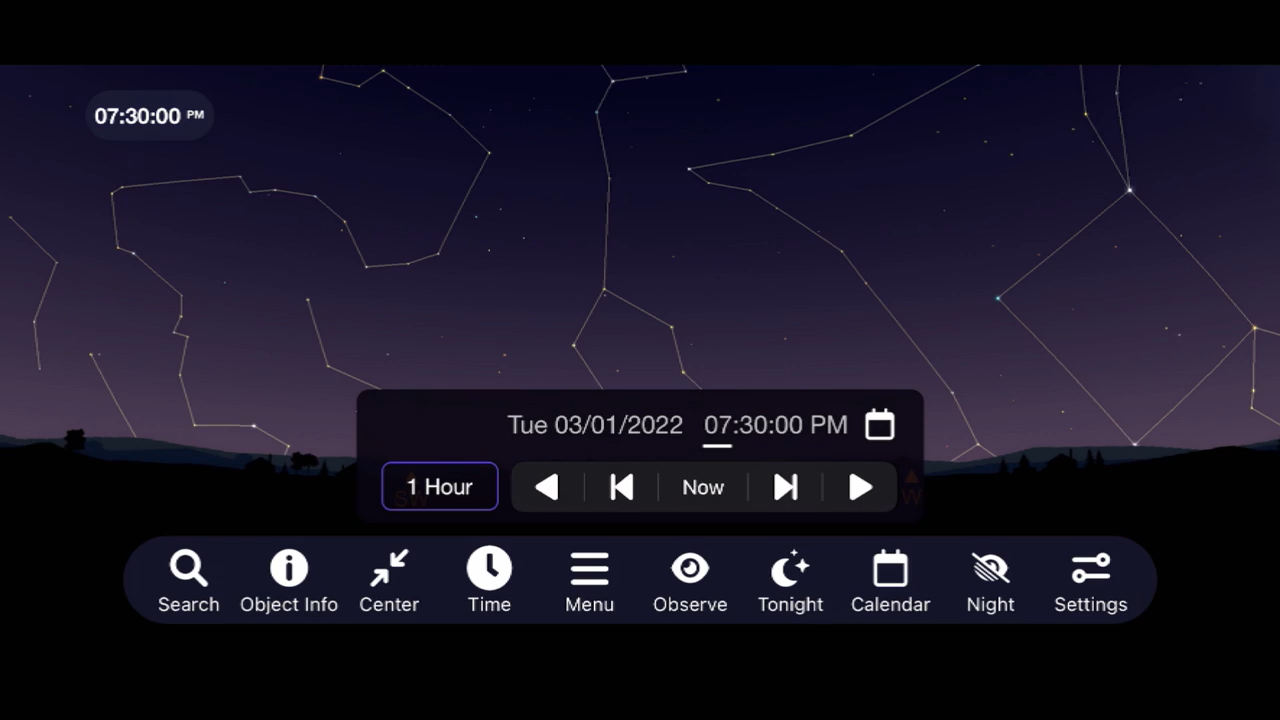 07:30:00 PM
Tue 03/01/2022 07:30:00 PM
1 Hour Now
SW W
Search Object Info Center Time Menu Observe Tonight Calendar Night Settings